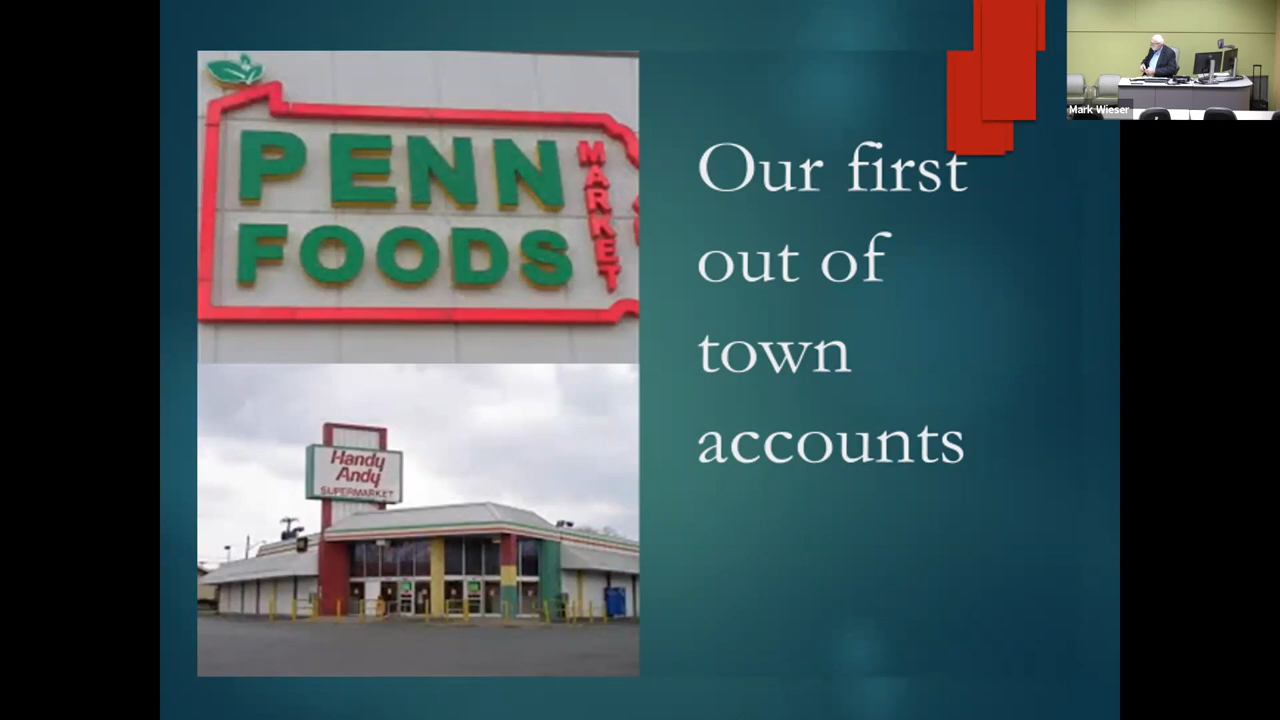 PENN
FOODS
MARKET
Handy
Andy
SUPERMARKET
Our first
out of
town
accounts
Mark Wieser